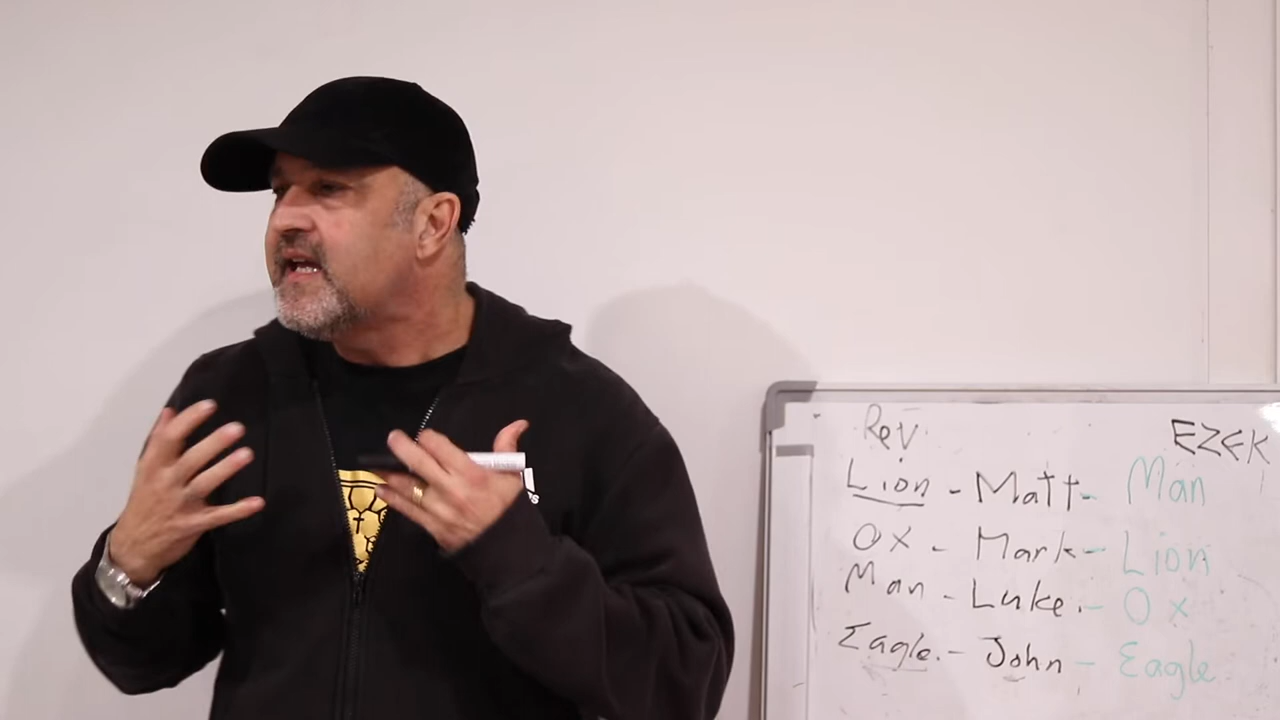 Rev EZEK
Lion - Matt - Man
OX - Mark - Lion
Man - Luke. - Ox
Eagle. - John - Eagle